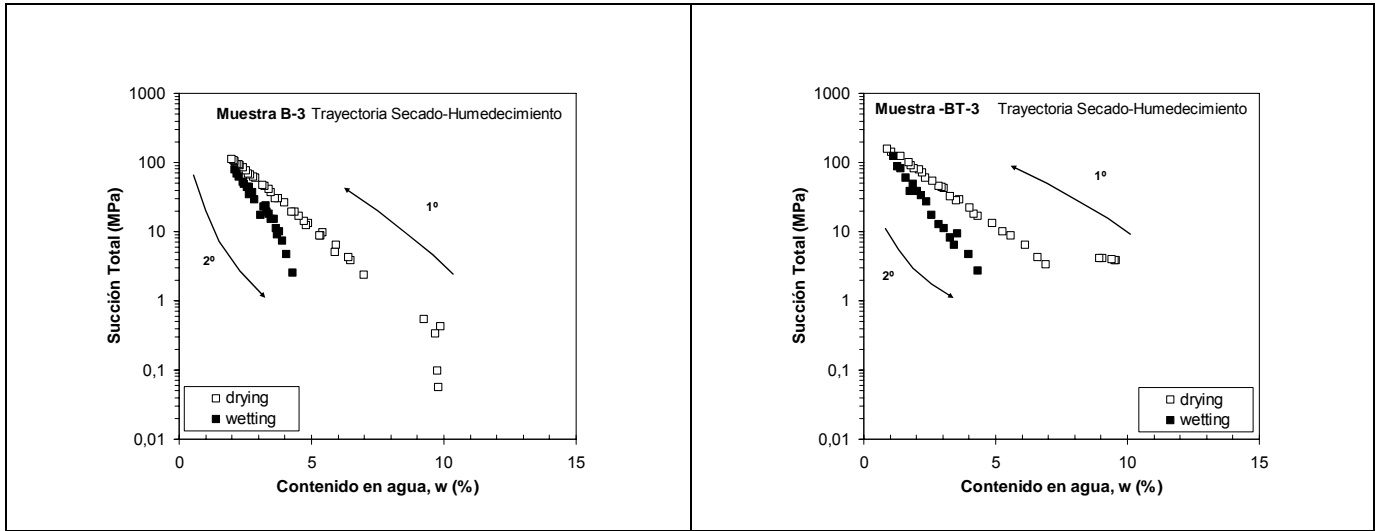 Muestra B-3 Trayectoria Secado-Humedecimiento
Succión Total (MPa)
1000
100
10
1
0,1
0,01
1º
2º
drying
wetting
0 5 10 15
Contenido en agua, w (%)
Muestra -BT-3 Trayectoria Secado-Humedecimiento
Succión Total (MPa)
1000
100
10
1
0,1
0,01
1º
2º
drying
wetting
0 5 10 15
Contenido en agua, w (%)